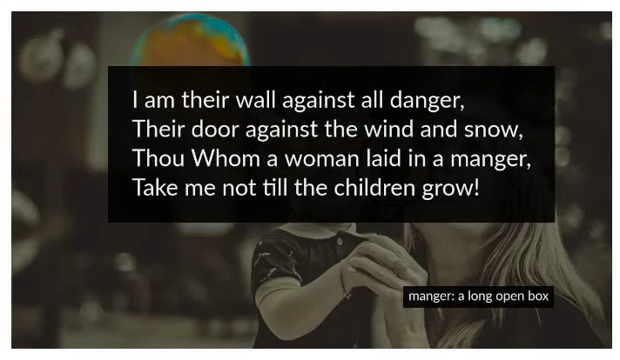 I am their wall against all danger,
Their door against the wind and snow,
Thou Whom a woman laid in a manger,
Take me not till the children grow!
manger: a long open box